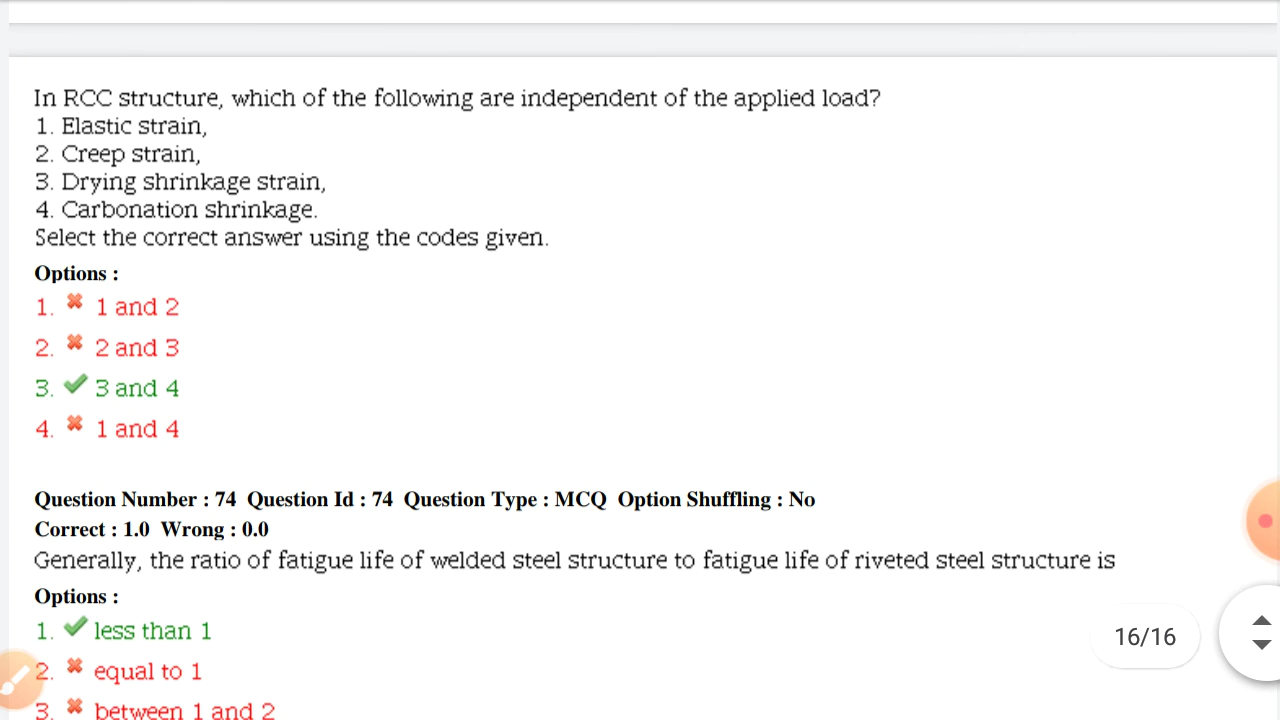 In RCC structure, which of the following are independent of the applied load?
1. Elastic strain,
2. Creep strain,
3. Drying shrinkage strain,
4. Carbonation shrinkage.
Select the correct answer using the codes given.
Options :
1. 1 and 2
2. 2 and 3
3. 3 and 4
4. 1 and 4
Question Number : 74 Question Id : 74 Question Type : MCQ Option Shuffling : No
Correct : 1.0 Wrong : 0.0
Generally, the ratio of fatigue life of welded steel structure to fatigue life of riveted steel structure is
Options :
1. less than 1
16/16
2. equal to 1
3. between 1 and 2